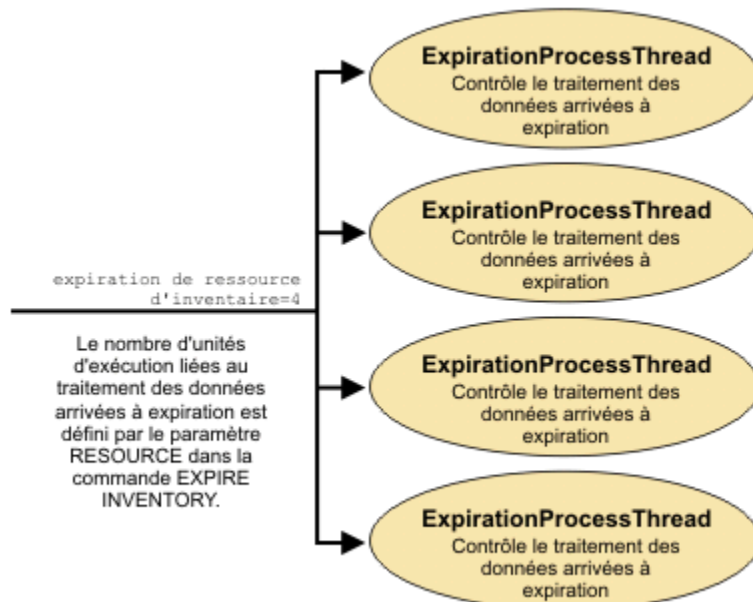 ExpirationProcessThread
Contrôle le traitement des
données arrivées à
expiration
ExpirationProcessThread
Contrôle le traitement des
données arrivées à
expiration
expiration de ressource
d'inventaire=4
Le nombre d'unités
d'exécution liées au
traitement des données
arrivées à expiration est
défini par le paramètre
RESOURCE dans la
commande EXPIRE
INVENTORY.
ExpirationProcessThread
Contrôle le traitement des
données arrivées à
expiration
ExpirationProcessThread
Contrôle le traitement des
données arrivées à
expiration